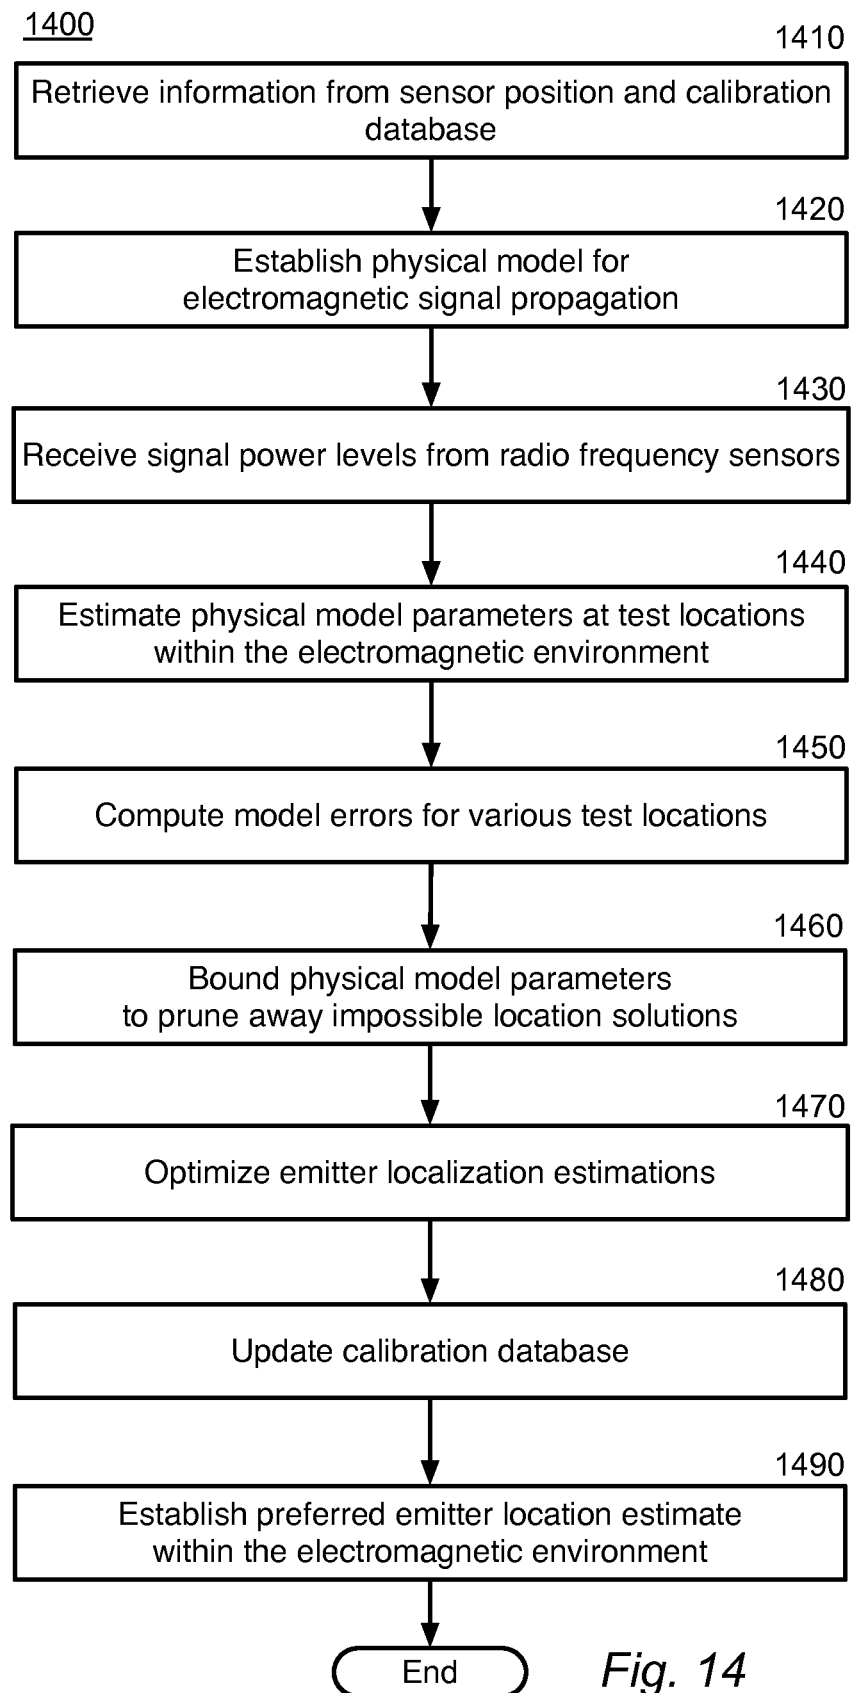 1400
1410
Retrieve information from sensor position and calibration
database
1420
Establish physical model for
electromagnetic signal propagation
1430
Receive signal power levels from radio frequency sensors
1440
Estimate physical model parameters at test locations
within the electromagnetic environment
1450
Compute model errors for various test locations
1460
Bound physical model parameters
to prune away impossible location solutions
1470
Optimize emitter localization estimations
1480
Update calibration database
1490
Establish preferred emitter location estimate
within the electromagnetic environment
End
Fig. 14